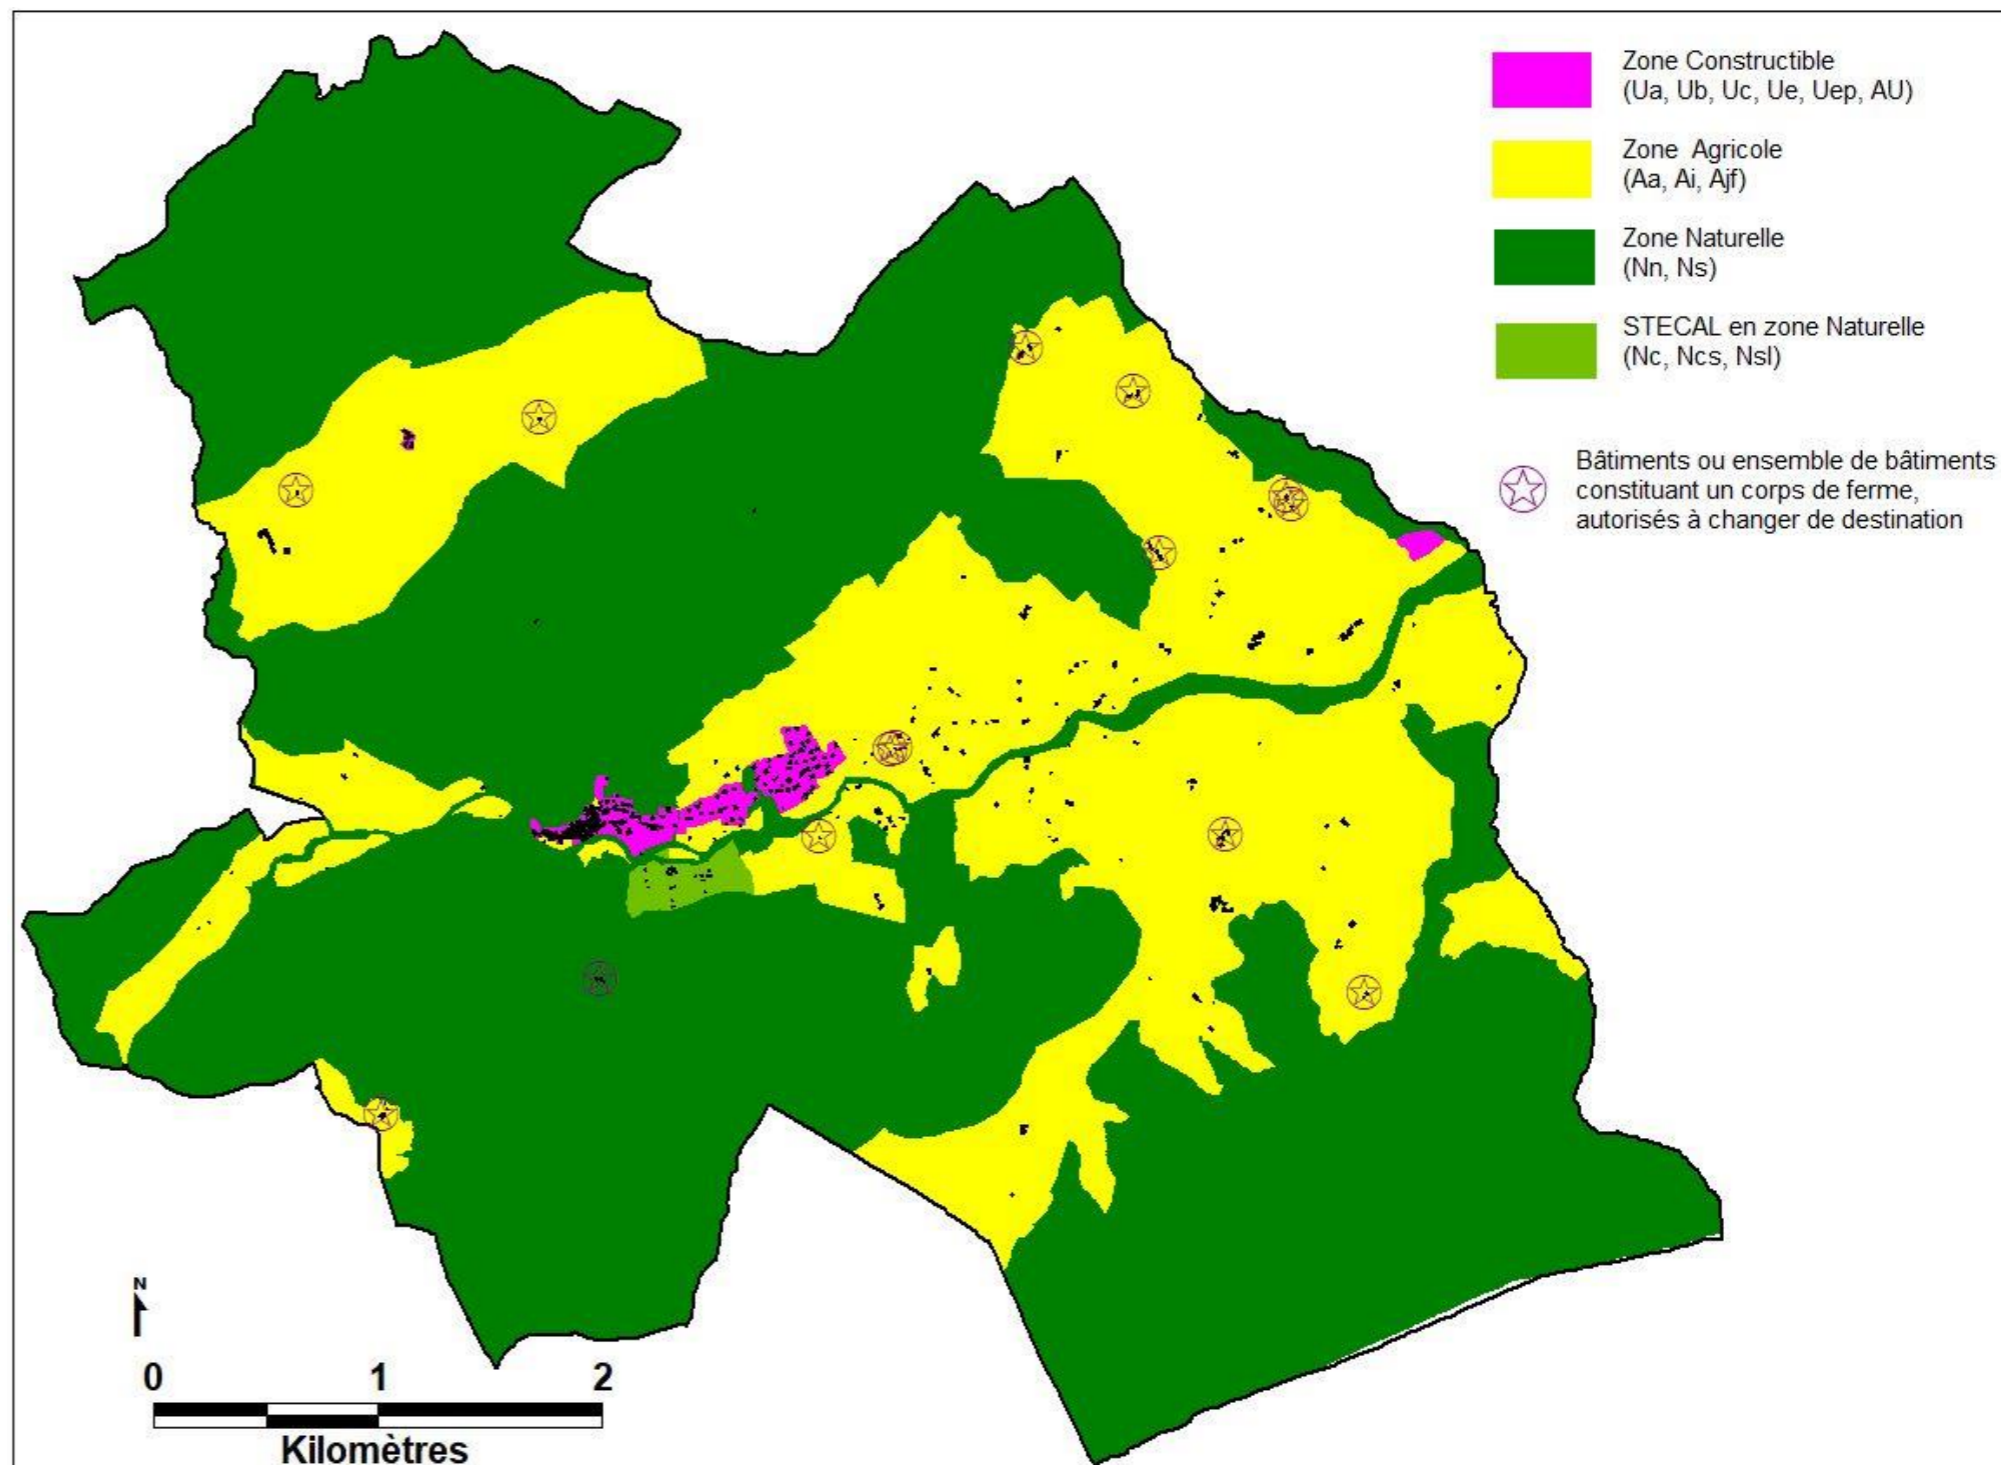 Zone Constructible
(Ua, Ub, Uc, Ue, Uep, AU)
Zone Agricole
(Aa, Ai, Ajf)
Zone Naturelle
(Nn, Ns)
STECAL en zone Naturelle
(Nc, Ncs, Nsl)
Bâtiments ou ensemble de bâtiments
constituant un corps de ferme,
autorisés à changer de destination
N
0 1 2
Kilomètres